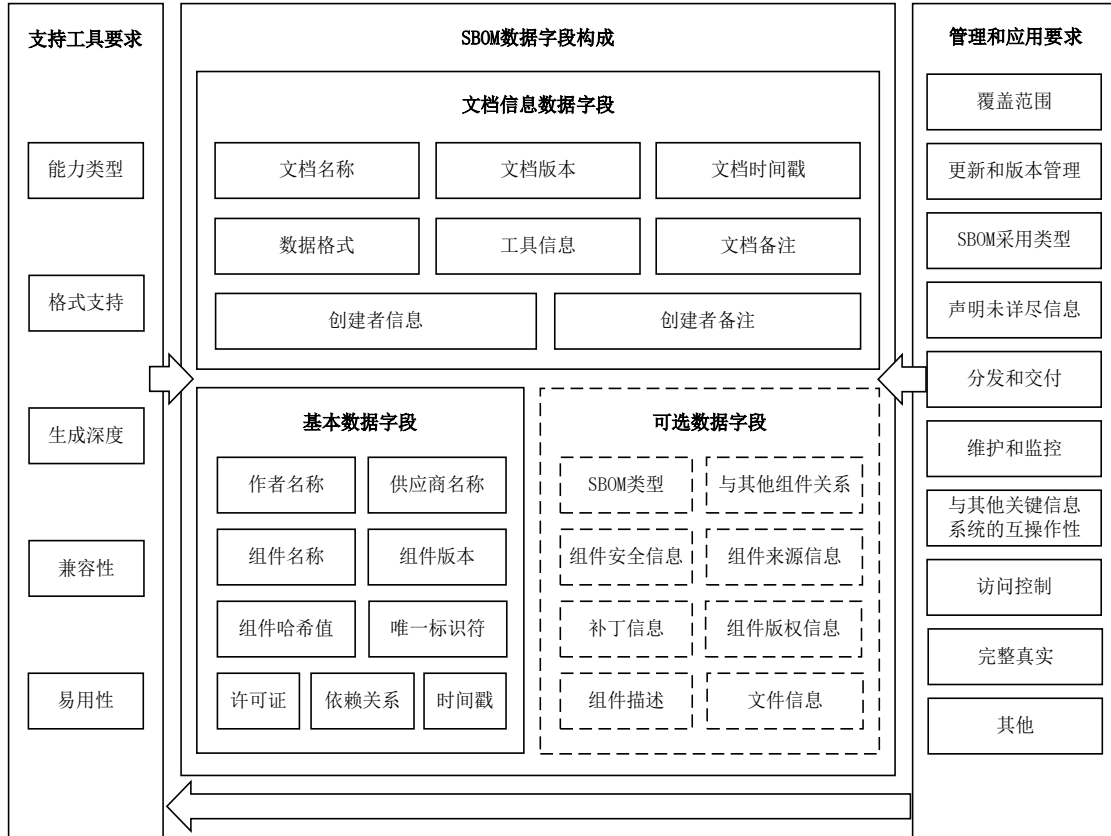 支持工具要求
能力类型
格式支持
生成深度
兼容性
易用性
SBOM数据字段构成
文档信息数据字段
文档名称
文档版本
文档时间戳
数据格式
工具信息
文档备注
创建者信息
创建者备注
基本数据字段
作者名称
供应商名称
组件名称
组件版本
组件哈希值
唯一标识符
许可证
依赖关系
时间戳
可选数据字段
SBOM类型
与其他组件关系
组件安全信息
组件来源信息
补丁信息
组件版权信息
组件描述
文件信息
管理和应用要求
覆盖范围
更新和版本管理
SBOM采用类型
声明未详尽信息
分发和交付
维护和监控
与其他关键信息
系统的互操作性
访问控制
完整真实
其他